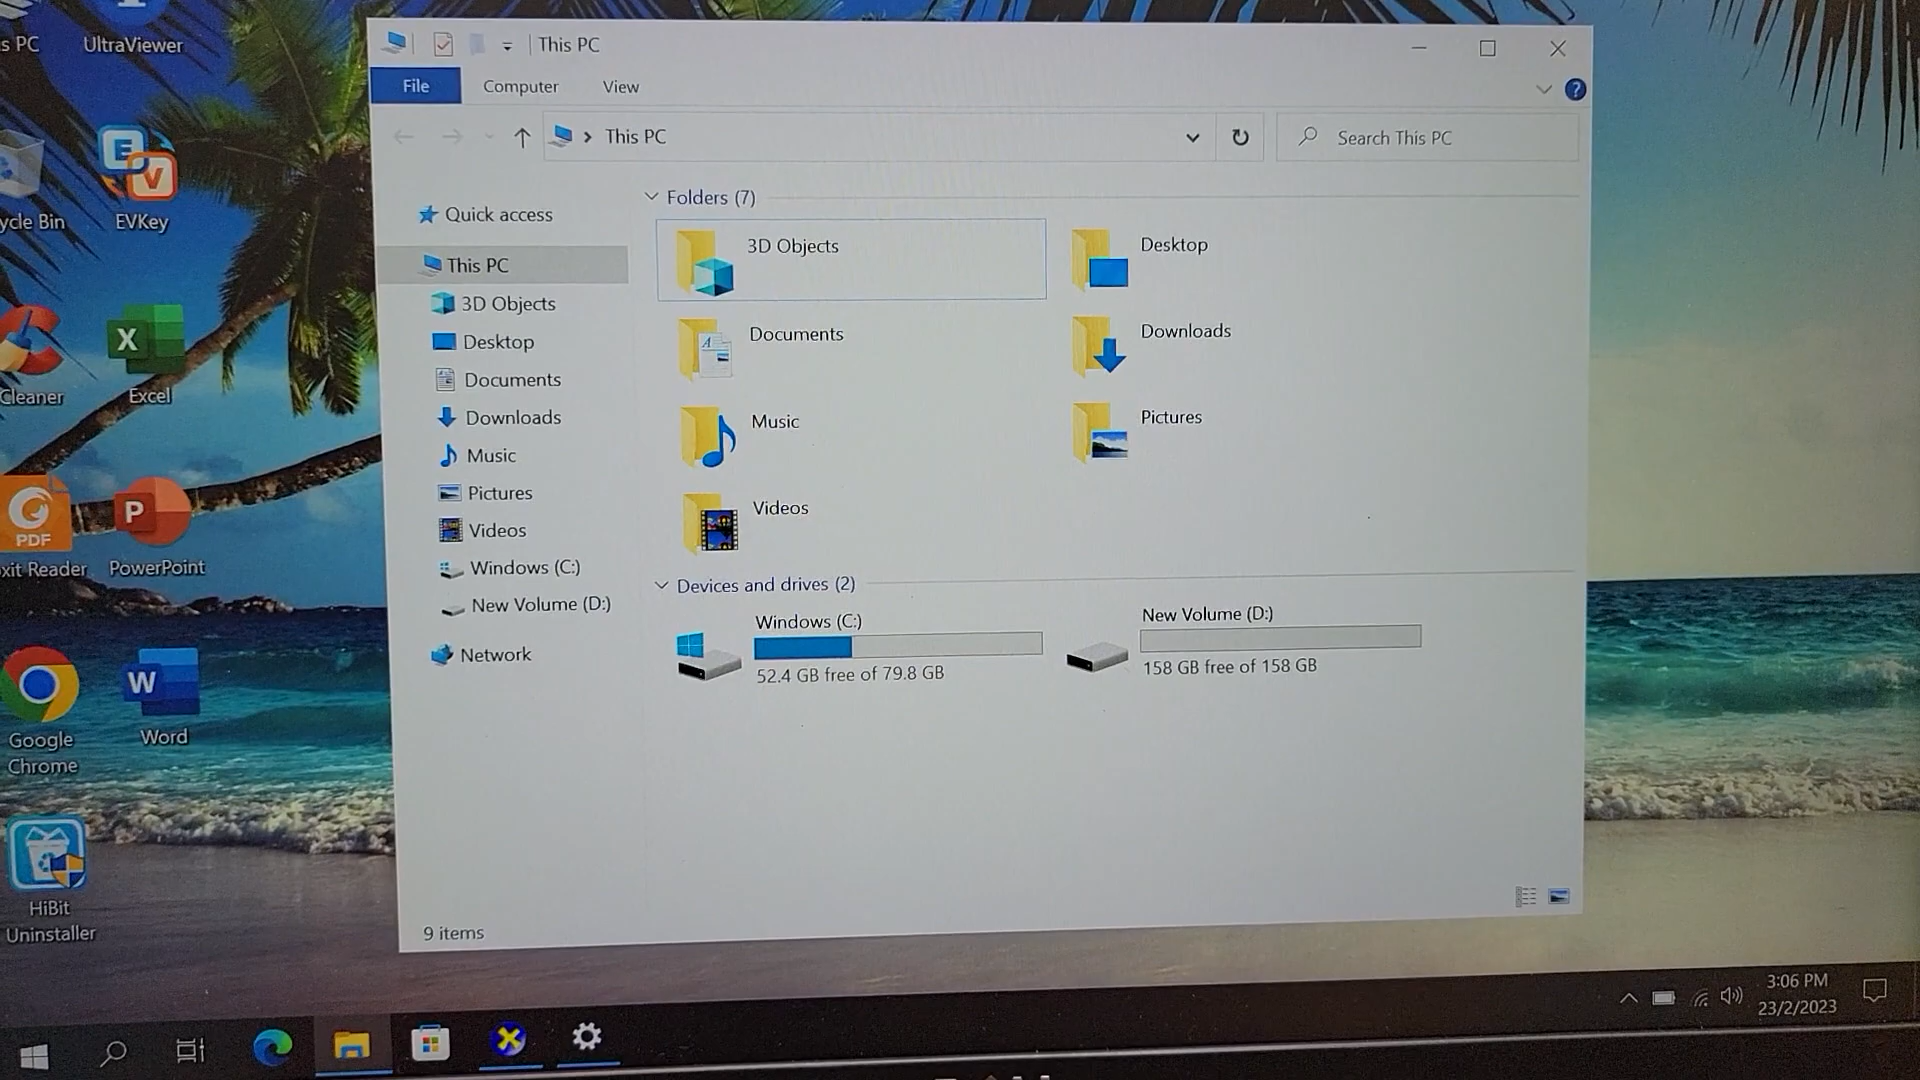 s PC
UltraViewer
ycle Bin
EVKey
Cleaner
Excel
PDF
xit Reader
PowerPoint
Google
Chrome
Word
HiBit
Uninstaller
This PC
File
Computer
View
This PC
Search This PC
Quick access
This PC
3D Objects
Desktop
Documents
Downloads
Music
Pictures
Videos
Windows (C:)
New Volume (D:)
Network
Folders (7)
3D Objects
Desktop
Documents
Downloads
Music
Pictures
Videos
Devices and drives (2)
Windows (C:)
52.4 GB free of 79.8 GB
New Volume (D:)
158 GB free of 158 GB
9 items
3:06 PM
23/2/2023